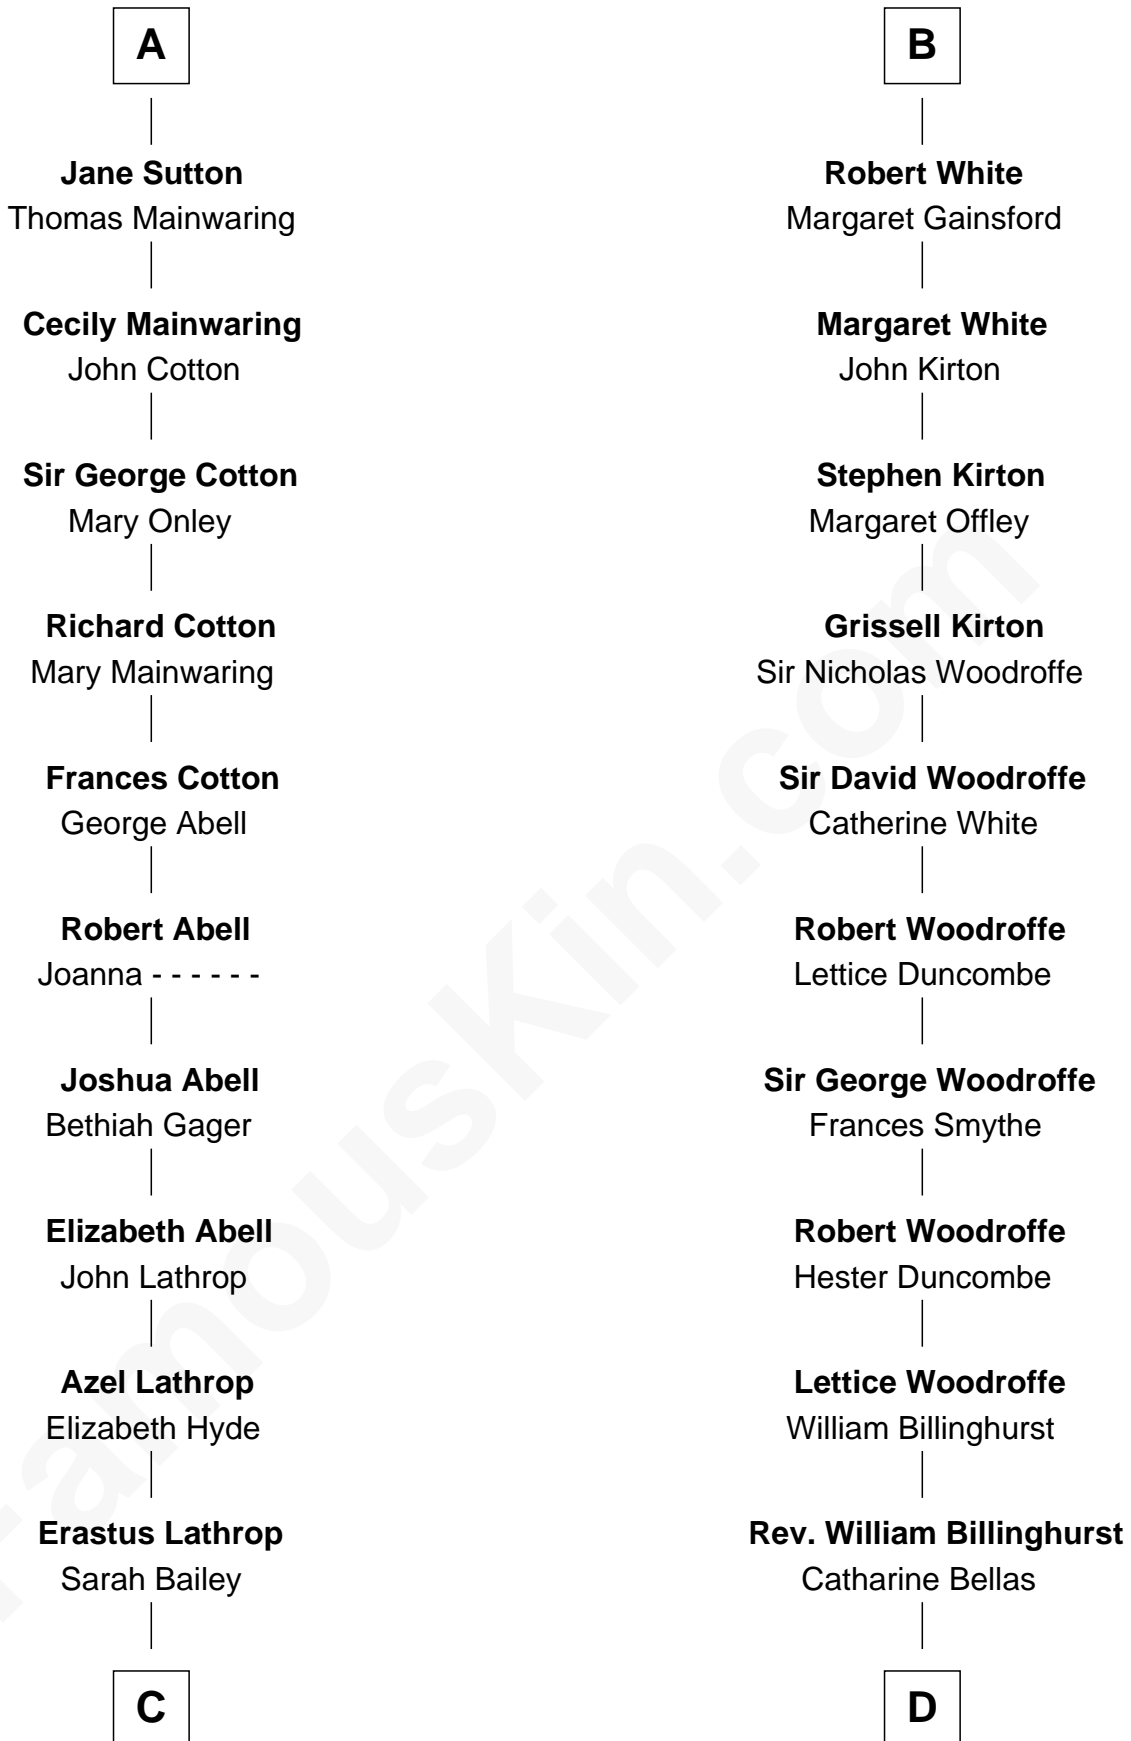 A
Jane Sutton
Thomas Mainwaring
Cecily Mainwaring
John Cotton
Sir George Cotton
Mary Onley
Richard Cotton
Mary Mainwaring
Frances Cotton
George Abell
Robert Abell
Joanna - - - - - -
Joshua Abell
Bethiah Gager
Elizabeth Abell
John Lathrop
Azel Lathrop
Elizabeth Hyde
Erastus Lathrop
Sarah Bailey
C
B
Robert White
Margaret Gainsford
Margaret White
John Kirton
Stephen Kirton
Margaret Offley
Grissell Kirton
Sir Nicholas Woodroffe
Sir David Woodroffe
Catherine White
Robert Woodroffe
Lettice Duncombe
Sir George Woodroffe
Frances Smythe
Robert Woodroffe
Hester Duncombe
Lettice Woodroffe
William Billinghurst
Rev. William Billinghurst
Catharine Bellas
D
FamousKin.com